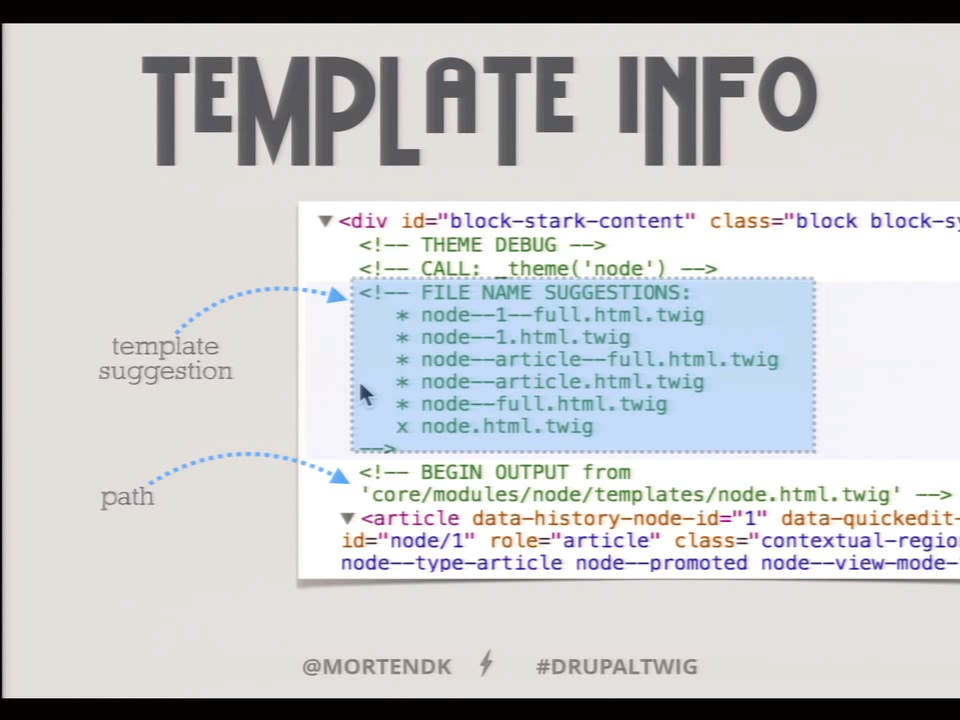 TEMPLATE INFO
<div id="block-stark-content" class="block block-sy
<!-- THEME DEBUG -->
<!-- CALL: _theme('node') -->
<!-- FILE NAME SUGGESTIONS:
* node--1--full.html.twig
* node--1.html.twig
* node--article--full.html.twig
* node--article.html.twig
* node--full.html.twig
x node.html.twig
-->
template
suggestion
<!-- BEGIN OUTPUT from
'core/modules/node/templates/node.html.twig' -->
path
<article data-history-node-id="1" data-quickedit-
id="node/1" role="article" class="contextual-regio
node--type-article node--promoted node--view-mode-
@MORTENDK #DRUPALTWIG